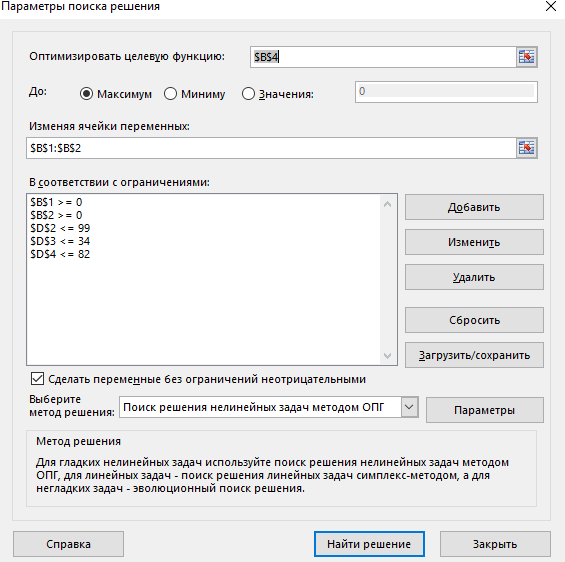 Параметры поиска решения
Оптимизировать целевую функцию: $B$4
До: Максимум Миниму Значения: 0
Изменяя ячейки переменных:
$B$1:$B$2
В соответствии с ограничениями:
$B$1 >= 0
$B$2 >= 0
$D$2 <= 99
$D$3 <= 34
$D$4 <= 82
Добавить
Изменить
Удалить
Сбросить
Загрузить/сохранить
Сделать переменные без ограничений неотрицательными
Выберите
метод решения:
Поиск решения нелинейных задач методом ОПГ
Параметры
Метод решения
Для гладких нелинейных задач используйте поиск решения нелинейных задач методом
ОПГ, для линейных задач - поиск решения линейных задач симплекс-методом, а для
негладких задач - эволюционный поиск решения.
Справка Найти решение Закрыть